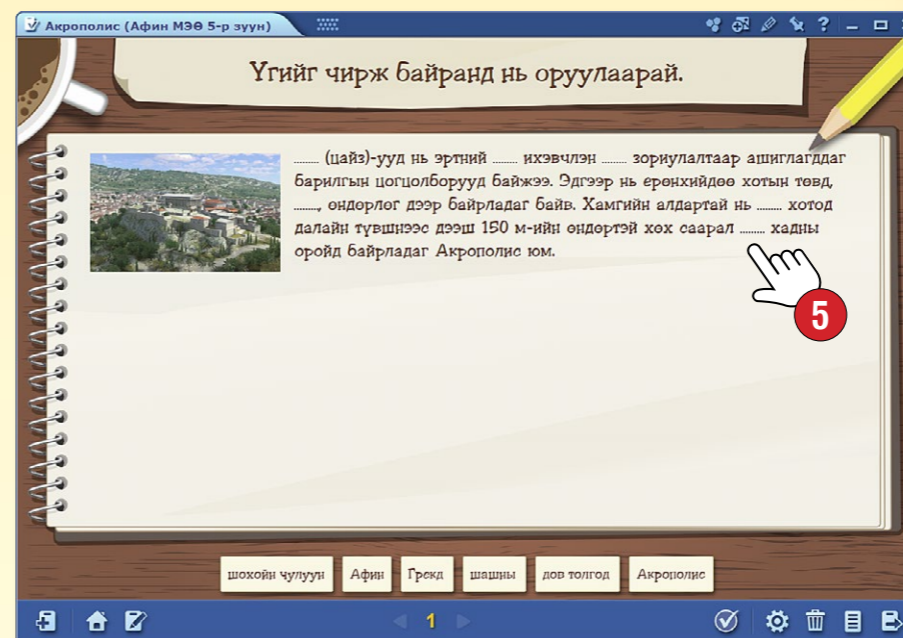 Акрополис (Афин МЭӨ 5-р зуун)
?
Үгийг чирж байранд нь оруулаарай.
........ (цайз)-ууд нь эртний ........ ихэвчлэн ........ зориулалтаар ашиглагддаг
барилгын цогцолборууд байжээ. Эдгээр нь ерөнхийдөө хотын төвд,
........, өндөрлөг дээр байрладаг байв. Хамгийн алдартай нь ........ хотод
далайн түвшнээс дээш 150 м-ийн өндөртэй хөх саарал ........ хадны
оройд байрладаг Акрополис юм.
5
шохойн чулуун Афин Грекд шашны дов толгод Акрополис
1